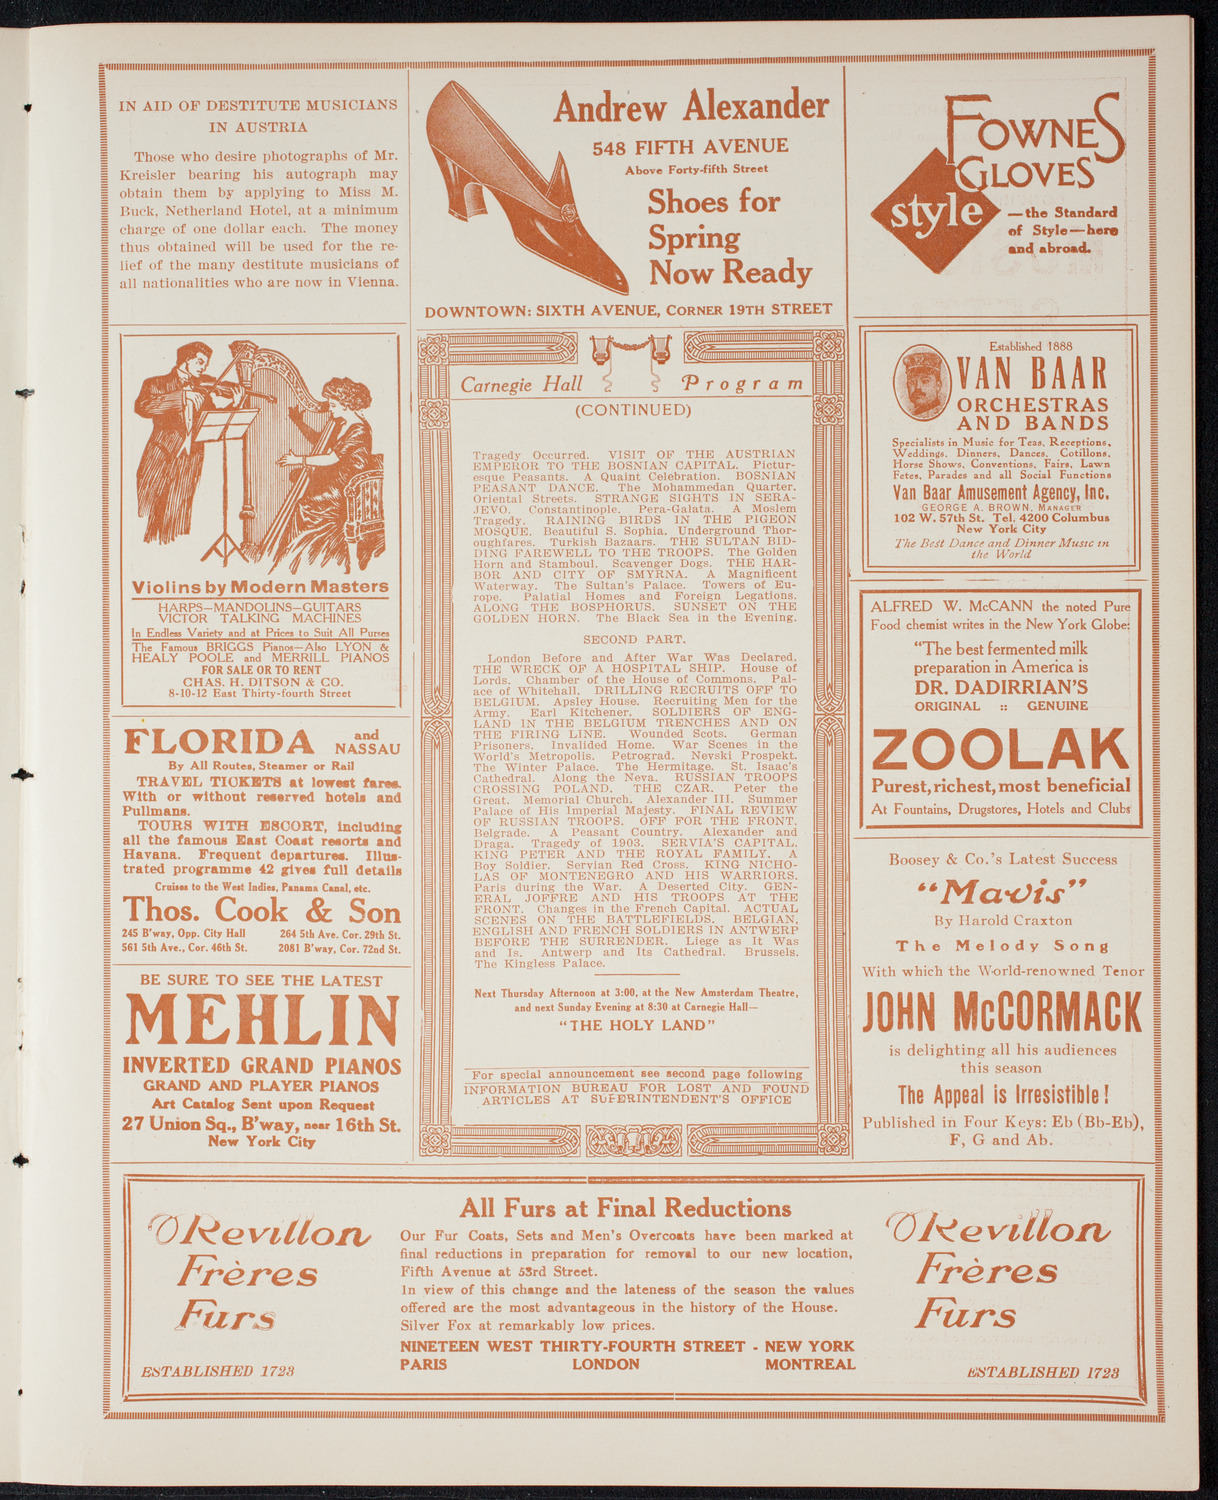 IN AID OF DESTITUTE MUSICIANS
IN AUSTRIA
Those who desire photographs of Mr.
Kreisler bearing his autograph may
obtain them by applying to Miss M.
Buck, Netherland Hotel, at a minimum
charge of one dollar each. The money
thus obtained will be used for the re-
lief of the many destitute musicians of
all nationalities who are now in Vienna.
Andrew Alexander
548 FIFTH AVENUE
Above Forty-fifth Street
Shoes for
Spring
Now Ready
DOWNTOWN: SIXTH AVENUE, CORNER 19TH STREET
FOWNES
GLOVES
style
—the Standard
of Style—here
and abroad.
Violins by Modern Masters
HARPS—MANDOLINS—GUITARS
VICTOR TALKING MACHINES
In Endless Variety and at Prices to Suit All Purses
The Famous BRIGGS Pianos—Also LYON &
HEALY POOLE and MERRILL PIANOS
FOR SALE OR TO RENT
CHAS. H. DITSON & CO.
8-10-12 East Thirty-fourth Street
FLORIDA and
NASSAU
By All Routes, Steamer or Rail
TRAVEL TICKETS at lowest fares.
With or without reserved hotels and
Pullmans.
TOURS WITH ESCORT, including
all the famous East Coast resorts and
Havana. Frequent departures. Illus-
trated programme 42 gives full details
Cruises to the West Indies, Panama Canal, etc.
Thos. Cook & Son
245 B'way, Opp. City Hall 264 5th Ave. Cor. 29th St.
561 5th Ave., Cor. 46th St. 2081 B'way, Cor. 72nd St.
BE SURE TO SEE THE LATEST
MEHLIN
INVERTED GRAND PIANOS
GRAND AND PLAYER PIANOS
Art Catalog Sent upon Request
27 Union Sq., B'way, near 16th St.
New York City
Carnegie Hall Program
(CONTINUED)
Tragedy Occurred. VISIT OF THE AUSTRIAN
EMPEROR TO THE BOSNIAN CAPITAL. Pictur-
esque Peasants. A Quaint Celebration. BOSNIAN
PEASANT DANCE. The Mohammedan Quarter.
Oriental Streets. STRANGE SIGHTS IN SERA-
JEVO. Constantinople. Pera-Galata. A Moslem
Tragedy. RAINING BIRDS IN THE PIGEON
MOSQUE. Beautiful S. Sophia. Underground Thor-
oughfares. Turkish Bazaars. THE SULTAN BID-
DING FAREWELL TO THE TROOPS. The Golden
Horn and Stamboul. Scavenger Dogs. THE HAR-
BOR AND CITY OF SMYRNA. A Magnificent
Waterway. The Sultan's Palace. Towers of Eu-
rope. Palatial Homes and Foreign Legations.
ALONG THE BOSPHORUS. SUNSET ON THE
GOLDEN HORN. The Black Sea in the Evening.
SECOND PART.
London Before and After War Was Declared.
THE WRECK OF A HOSPITAL SHIP. House of
Lords. Chamber of the House of Commons. Pal-
ace of Whitehall. DRILLING RECRUITS OFF TO
BELGIUM. Apsley House. Recruiting Men for the
Army. Earl Kitchener. SOLDIERS OF ENG-
LAND IN THE BELGIUM TRENCHES AND ON
THE FIRING LINE. Wounded Scots. German
Prisoners. Invalided Home. War Scenes in the
World's Metropolis. Petrograd. Nevski Prospekt.
The Winter Palace. The Hermitage. St. Isaac's
Cathedral. Along the Neva. RUSSIAN TROOPS
CROSSING POLAND. THE CZAR. Peter the
Great. Memorial Church. Alexander III. Summer
Palace of His Imperial Majesty. FINAL REVIEW
OF RUSSIAN TROOPS. OFF FOR THE FRONT.
Belgrade. A Peasant Country. Alexander and
Draga. Tragedy of 1903. SERVIA'S CAPITAL.
KING PETER AND THE ROYAL FAMILY. A
Boy Soldier. Servian Red Cross. KING NICHO-
LAS OF MONTENEGRO AND HIS WARRIORS.
Paris during the War. A Deserted City. GEN-
ERAL JOFFRE AND HIS TROOPS AT THE
FRONT. Changes in the French Capital. ACTUAL
SCENES ON THE BATTLEFIELDS. BELGIAN,
ENGLISH AND FRENCH SOLDIERS IN ANTWERP
BEFORE THE SURRENDER. Liege as It Was
and Is. Antwerp and Its Cathedral. Brussels.
The Kingless Palace.
Next Thursday Afternoon at 3:00, at the New Amsterdam Theatre,
and next Sunday Evening at 8:30 at Carnegie Hall—
"THE HOLY LAND"
For special announcement see second page following
INFORMATION BUREAU FOR LOST AND FOUND
ARTICLES AT SUPERINTENDENT'S OFFICE
Established 1888
VAN BAAR
ORCHESTRAS
AND BANDS
Specialists in Music for Teas, Receptions,
Weddings, Dinners, Dances, Cotillons,
Horse Shows, Conventions, Fairs, Lawn
Fetes, Parades and all Social Functions
Van Baar Amusement Agency, Inc.
GEORGE A. BROWN, MANAGER
102 W. 57th St. Tel. 4200 Columbus
New York City
The Best Dance and Dinner Music in
the World
ALFRED W. McCANN the noted Pure
Food chemist writes in the New York Globe:
"The best fermented milk
preparation in America is
DR. DADIRRIAN'S
ORIGINAL :: GENUINE
ZOOLAK
Purest, richest, most beneficial
At Fountains, Drugstores, Hotels and Clubs
Boosey & Co.'s Latest Success
"Mavis"
By Harold Craxton
The Melody Song
With which the World-renowned Tenor
JOHN McCORMACK
is delighting all his audiences
this season
The Appeal is Irresistible!
Published in Four Keys: Eb (Bb-Eb),
F, G and Ab.
Revillon
Frères
Furs
ESTABLISHED 1723
All Furs at Final Reductions
Our Fur Coats, Sets and Men's Overcoats have been marked at
final reductions in preparation for removal to our new location,
Fifth Avenue at 53rd Street.
In view of this change and the lateness of the season the values
offered are the most advantageous in the history of the House.
Silver Fox at remarkably low prices.
NINETEEN WEST THIRTY-FOURTH STREET - NEW YORK
PARIS LONDON MONTREAL
Revillon
Frères
Furs
ESTABLISHED 1723